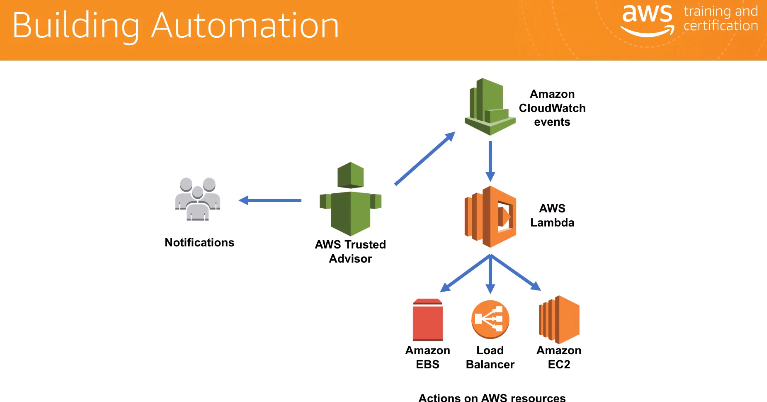 Building Automation
aws training and
certification
Amazon
CloudWatch
events
Notifications
AWS Trusted
Advisor
AWS
Lambda
Amazon
EBS
Load
Balancer
Amazon
EC2
Actions on AWS resources